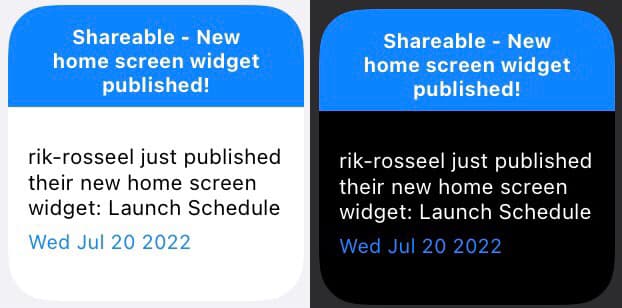 Shareable - New
home screen widget
published!
rik-rosseel just published
their new home screen
widget: Launch Schedule
Wed Jul 20 2022
Shareable - New
home screen widget
published!
rik-rosseel just published
their new home screen
widget: Launch Schedule
Wed Jul 20 2022